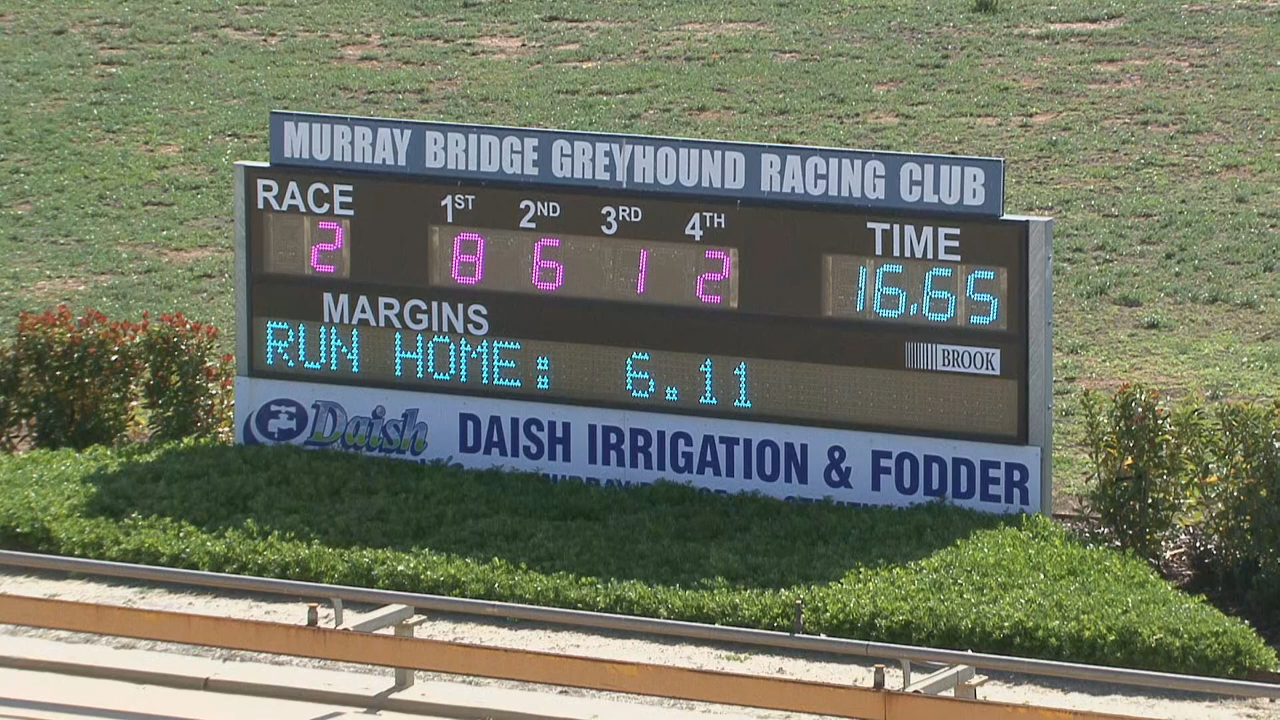 MURRAY BRIDGE GREYHOUND RACING CLUB
RACE 1ST 2ND 3RD 4TH TIME
2 8 6 1 2 16.65
MARGINS
BROOK
RUN HOME: 6.11
Daish DAISH IRRIGATION & FODDER
MURRAY